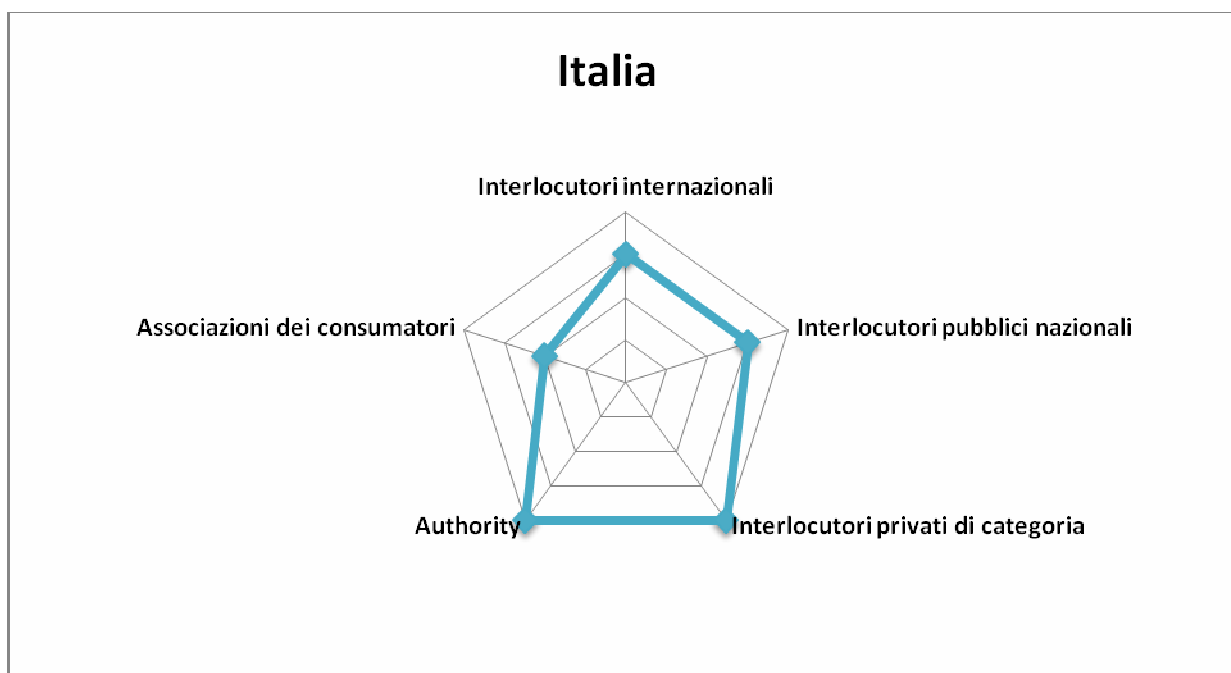 Italia
Interlocutori internazionali
Associazioni dei consumatori
Interlocutori pubblici nazionali
Authority
Interlocutori privati di categoria